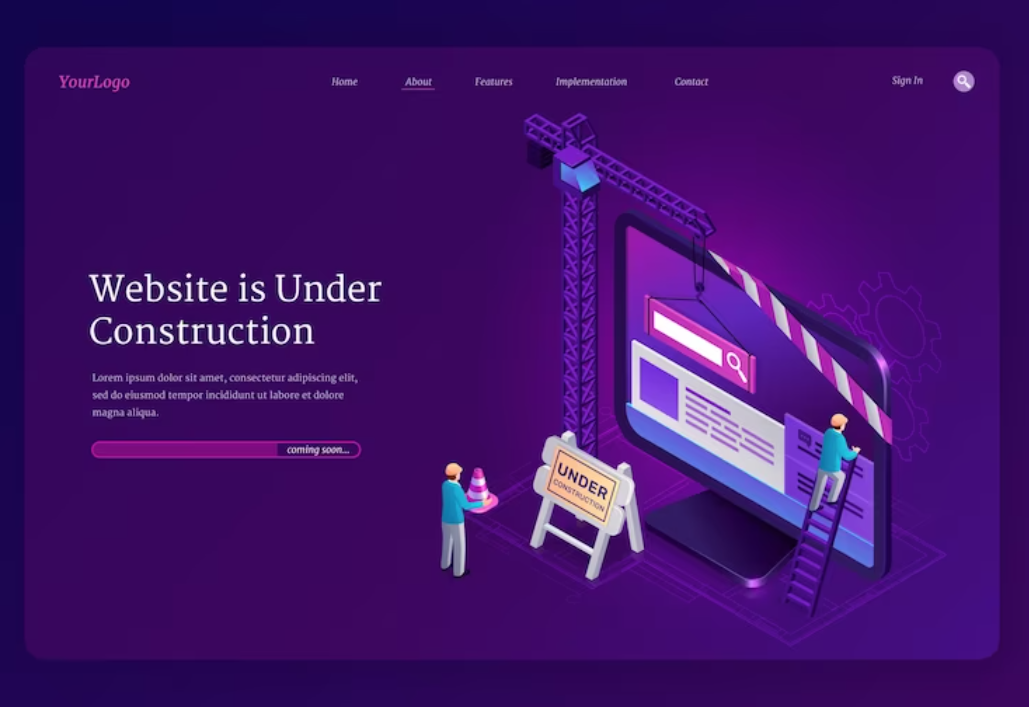 YourLogo
Home About Features Implementation Contact Sign In
Website is Under
Construction
Lorem ipsum dolor sit amet, consectetur adipiscing elit,
sed do eiusmod tempor incididunt ut labore et dolore
magna aliqua.
coming soon...
UNDER
CONSTRUCTION